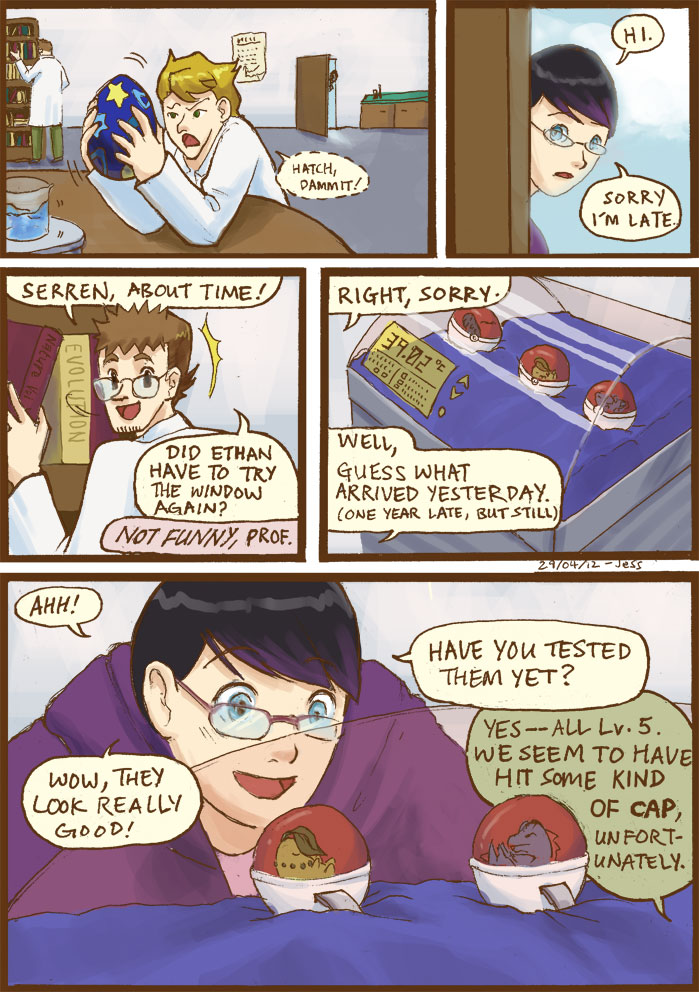 HELL
HATCH,
DAMMIT!
HI.
SORRY
I'M LATE.
SERREN, ABOUT TIME!
EVOLUTION
DID ETHAN
HAVE TO TRY
THE WINDOW
AGAIN?
NOT FUNNY, PROF.
RIGHT, SORRY.
39.02 °C
WELL,
GUESS WHAT
ARRIVED YESTERDAY.
(ONE YEAR LATE, BUT STILL)
29/04/12 - Jess
AHH!
HAVE YOU TESTED
THEM YET?
YES--ALL Lv. 5.
WE SEEM TO HAVE
HIT SOME KIND
OF CAP,
UNFORT-
UNATELY.
WOW, THEY
LOOK REALLY
GOOD!